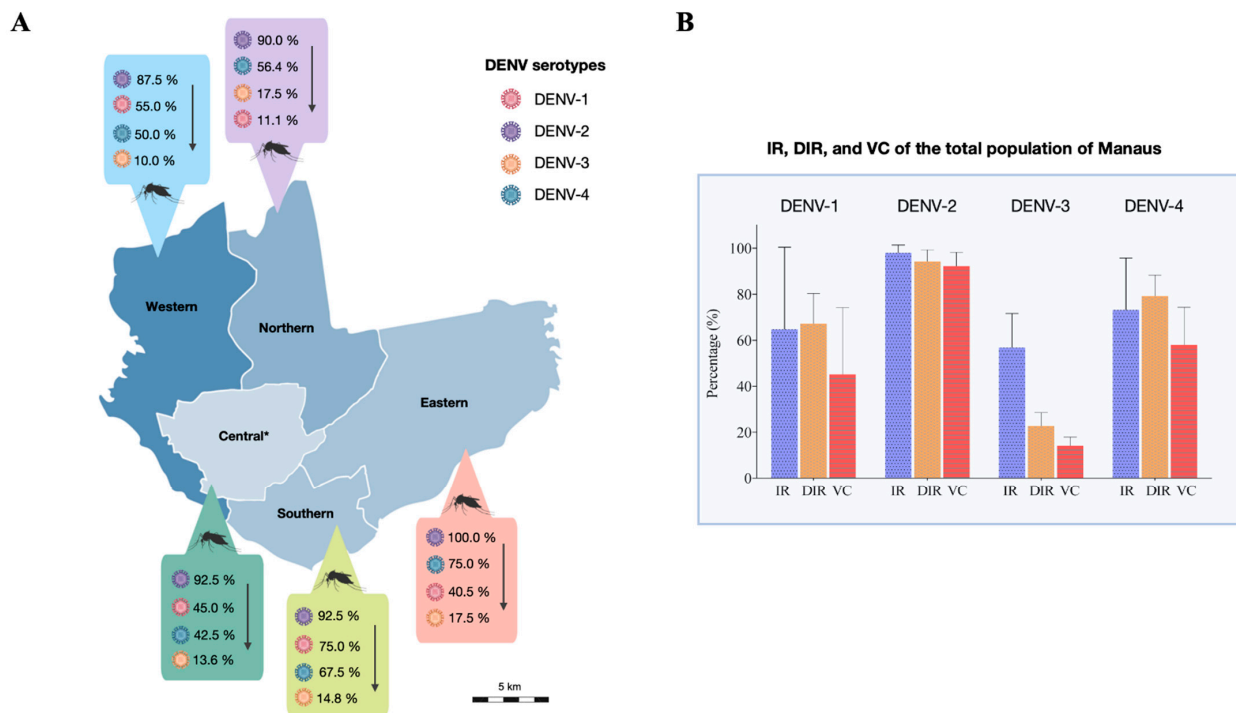 A
87.5 %
55.0 %
50.0 %
10.0 %
90.0 %
56.4 %
17.5 %
11.1 %
DENV serotypes
DENV-1
DENV-2
DENV-3
DENV-4
Western
Northern
Eastern
Central*
Southern
92.5 %
45.0 %
42.5 %
13.6 %
92.5 %
75.0 %
67.5 %
14.8 %
100.0 %
75.0 %
40.5 %
17.5 %
5 km
B
IR, DIR, and VC of the total population of Manaus
DENV-1 DENV-2 DENV-3 DENV-4
Percentage (%)
100
80
60
40
20
0
IR DIR VC IR DIR VC IR DIR VC IR DIR VC